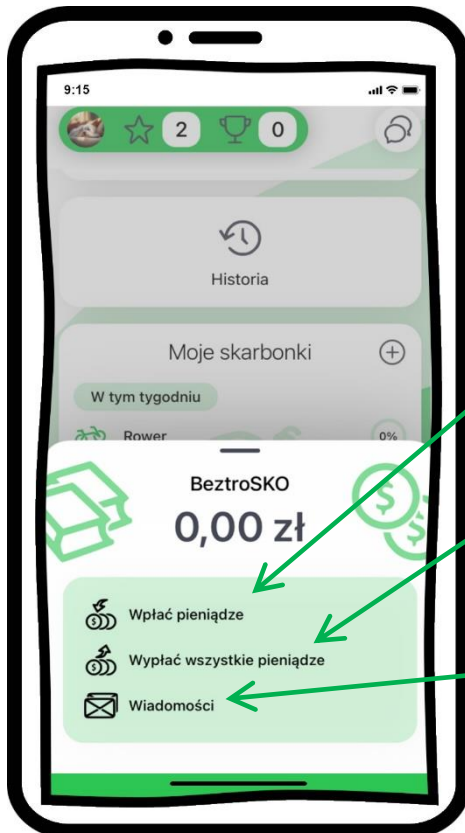 9:15
2 0
Historia
Moje skarbonki
W tym tygodniu
Rower 0%
BeztroSKO
0,00 zł
Wpłać pieniądze
Wypłać wszystkie pieniądze
Wiadomości